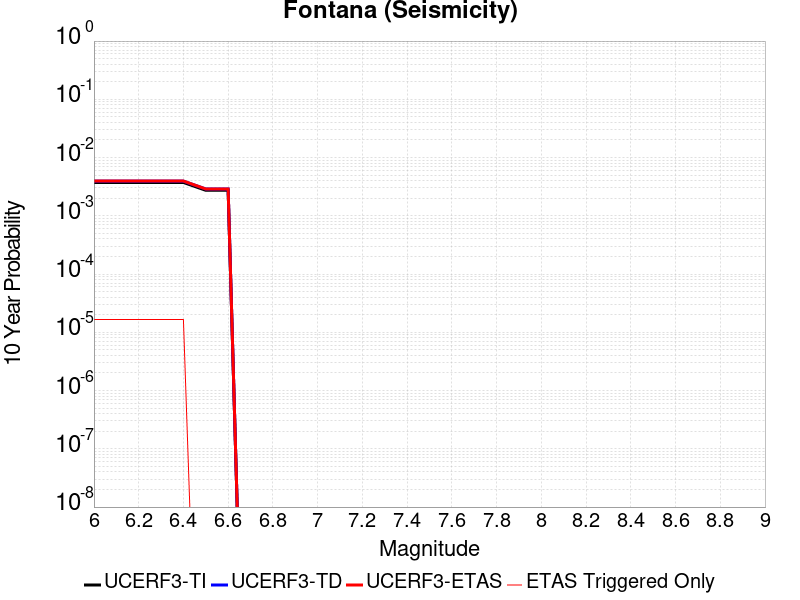 Fontana (Seismicity)
10^0
10^-1
10^-2
10^-3
10^-4
10^-5
10^-6
10^-7
10^-8
10 Year Probability
6 6.2 6.4 6.6 6.8 7 7.2 7.4 7.6 7.8 8 8.2 8.4 8.6 8.8 9
Magnitude
UCERF3-TI UCERF3-TD UCERF3-ETAS ETAS Triggered Only